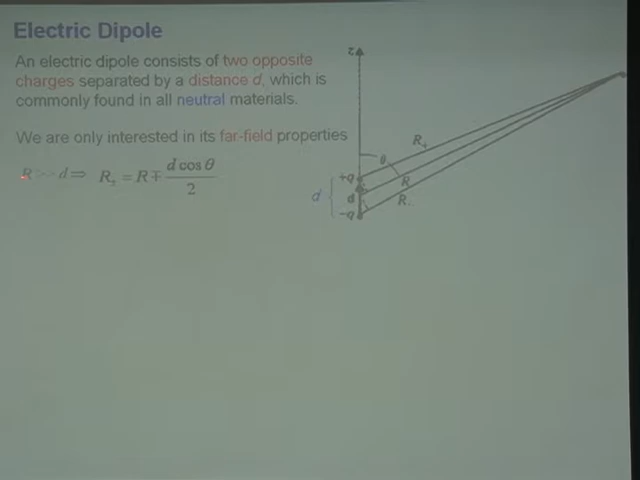 Electric Dipole
An electric dipole consists of two opposite
charges separated by a distance d, which is
commonly found in all neutral materials.
We are only interested in its far-field properties
R >> d ⇒ R± = R ∓ d cos θ / 2
z
R+
θ
+Q
R
d
d
R-
-Q